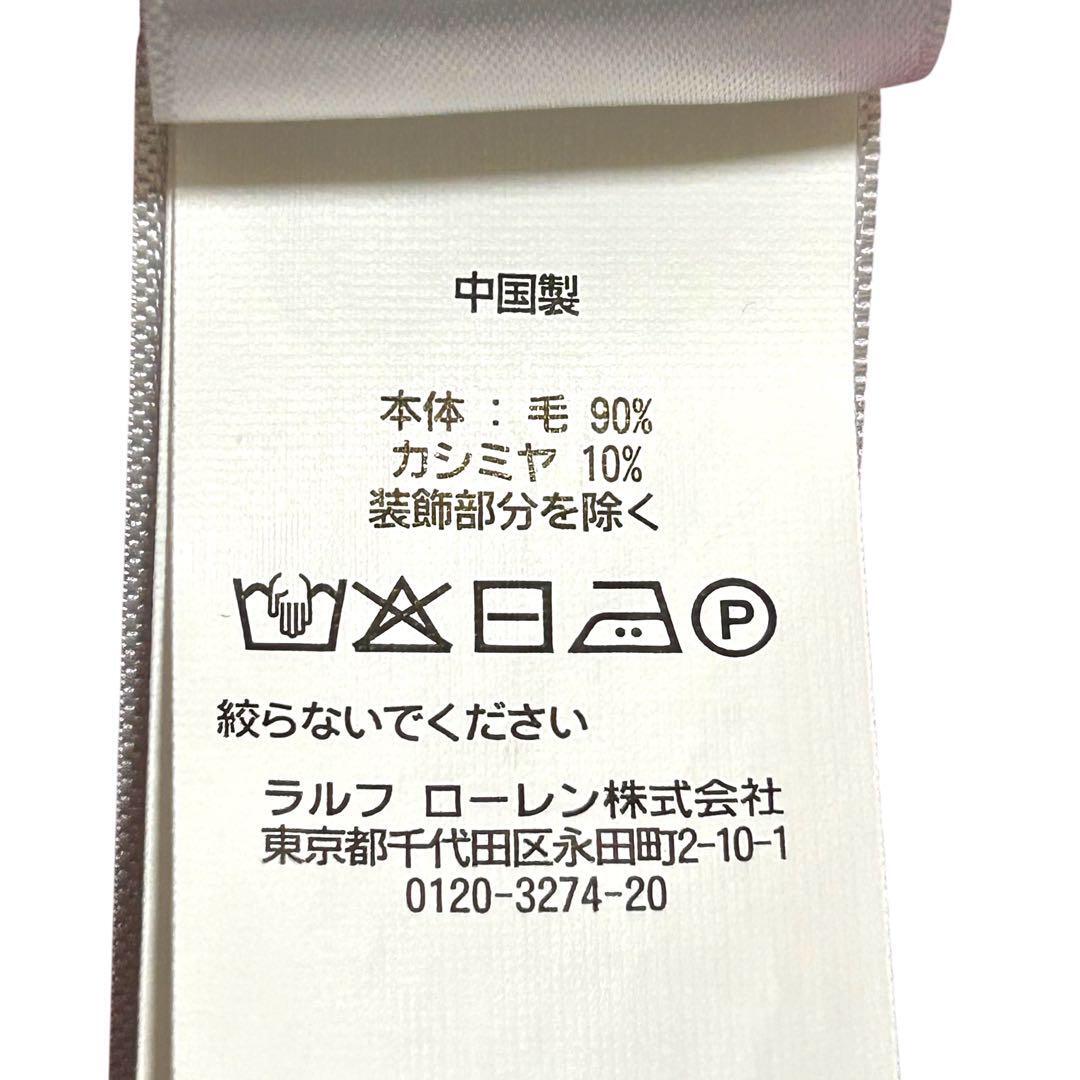 中国製
本体 : 毛 90%
カシミヤ 10%
装飾部分を除く
P
絞らないでください
ラルフ ローレン株式会社
東京都千代田区永田町2-10-1
0120-3274-20